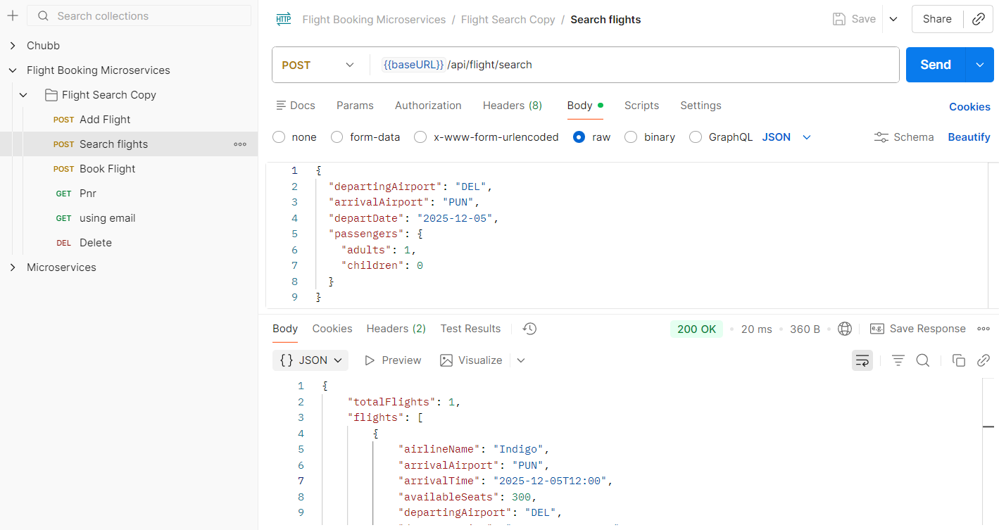 Search collections
Chubb
Flight Booking Microservices
Flight Search Copy
POST Add Flight
POST Search flights
POST Book Flight
GET Pnr
GET using email
DEL Delete
Microservices
HTTP Flight Booking Microservices / Flight Search Copy / Search flights
Save Share
POST {{baseURL}} /api/flight/search Send
Docs Params Authorization Headers (8) Body Scripts Settings Cookies
none form-data x-www-form-urlencoded raw binary GraphQL JSON Schema Beautify
1 {
2 "departingAirport": "DEL",
3 "arrivalAirport": "PUN",
4 "departDate": "2025-12-05",
5 "passengers": {
6 "adults": 1,
7 "children": 0
8 }
9 }
Body Cookies Headers (2) Test Results 200 OK 20 ms 360 B e.g. Save Response
{} JSON Preview Visualize
1 {
2 "totalFlights": 1,
3 "flights": [
4 {
5 "airlineName": "Indigo",
6 "arrivalAirport": "PUN",
7 "arrivalTime": "2025-12-05T12:00",
8 "availableSeats": 300,
9 "departingAirport": "DEL",